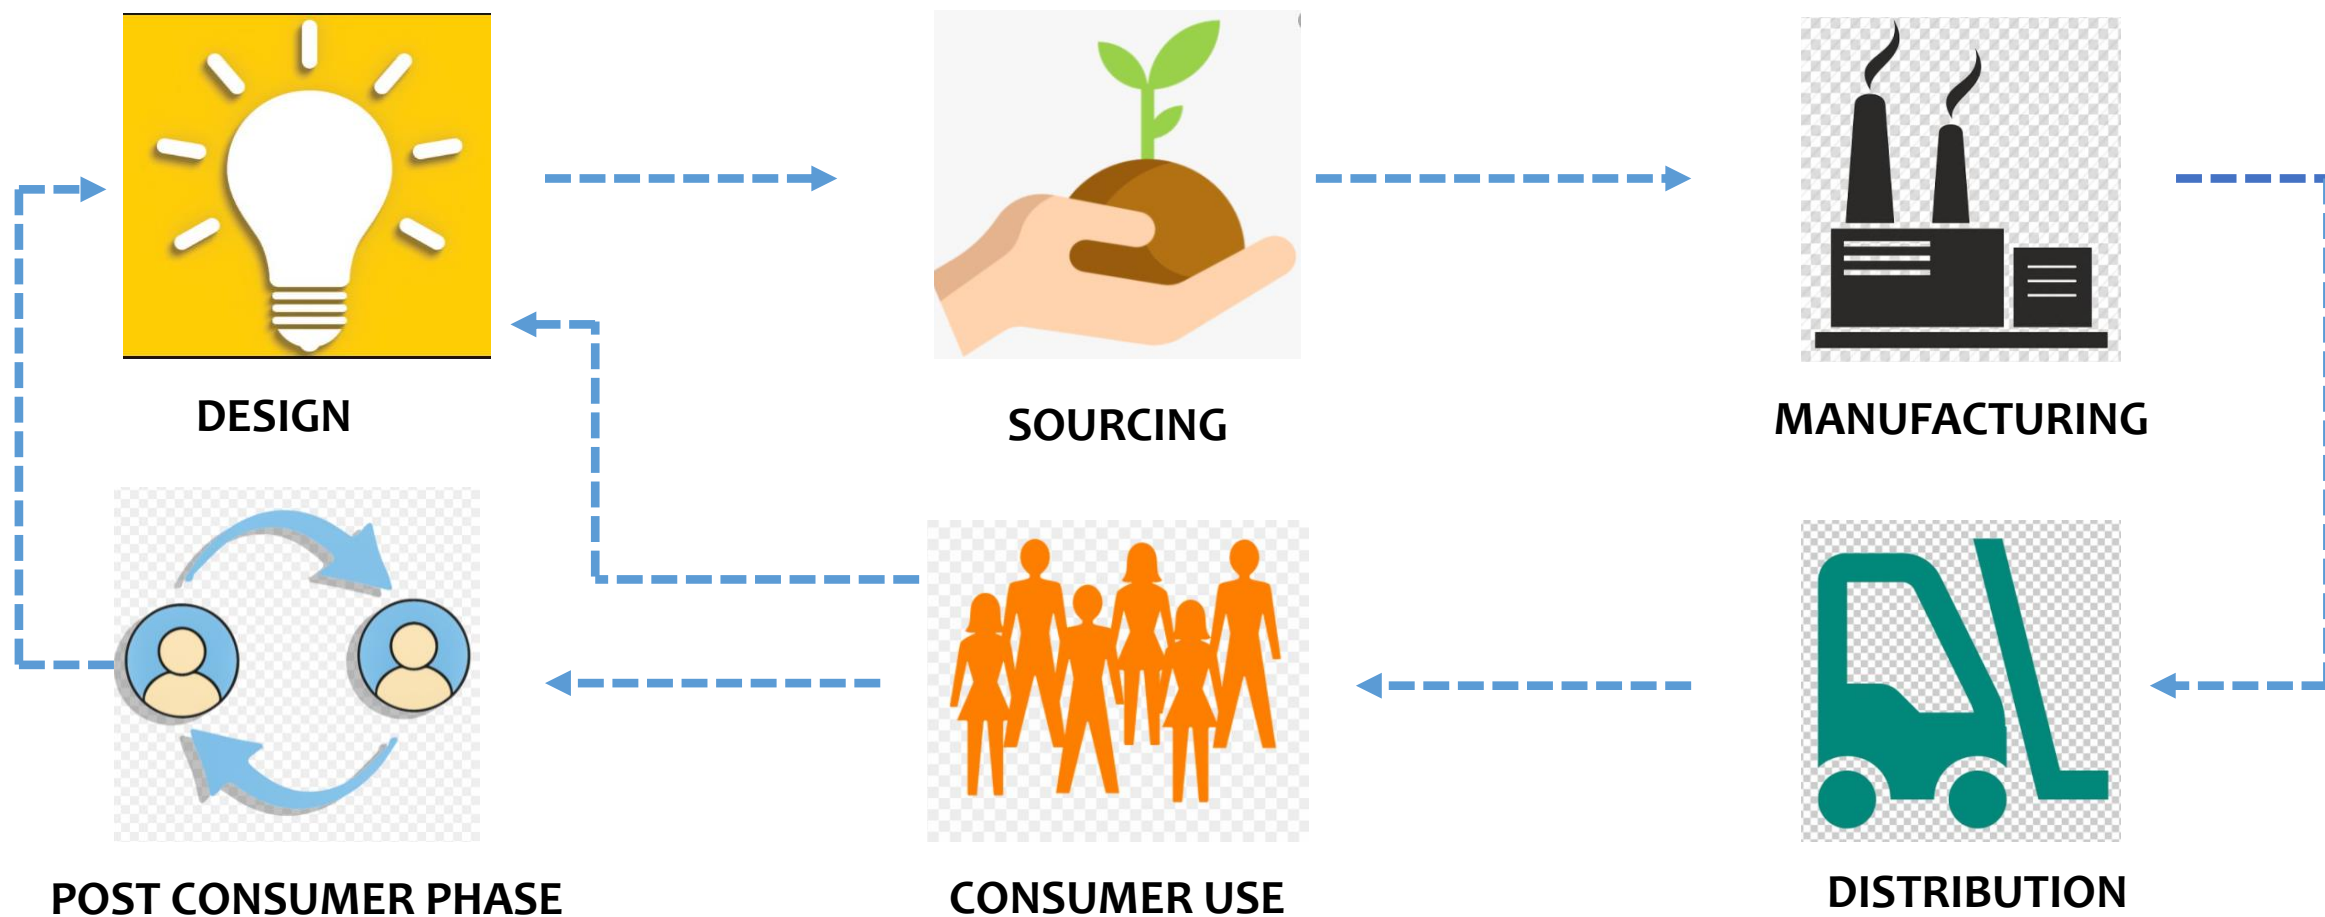 DESIGN
SOURCING
MANUFACTURING
POST CONSUMER PHASE
CONSUMER USE
DISTRIBUTION